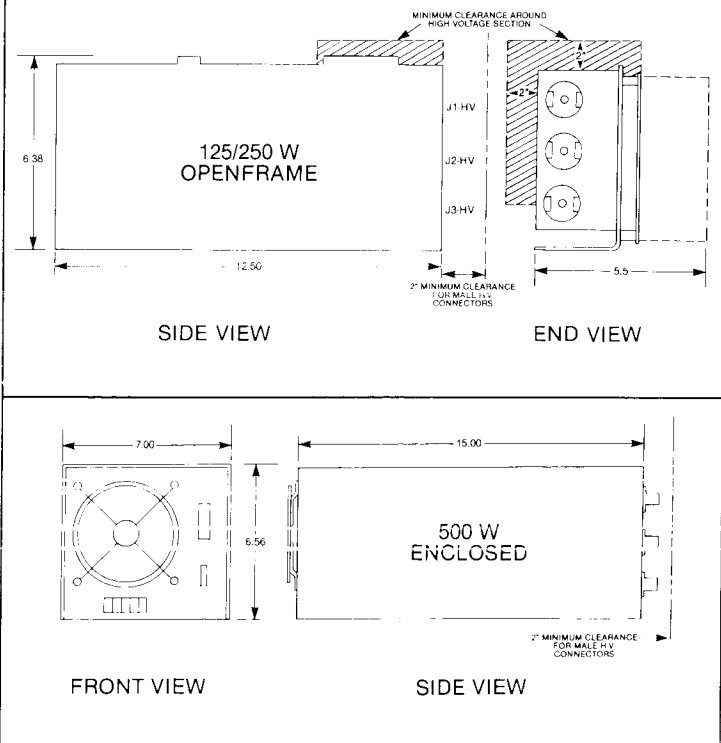 MINIMUM CLEARANCE AROUND
HIGH VOLTAGE SECTION
2"
2"
J1-HV
J2-HV
J3-HV
6.38
125/250 W
OPENFRAME
12.50
5.5
2" MINIMUM CLEARANCE
FOR MALE H V
CONNECTORS
SIDE VIEW
END VIEW
7.00
15.00
6.56
500 W
ENCLOSED
2" MINIMUM CLEARANCE
FOR MALE H V
CONNECTORS
FRONT VIEW
SIDE VIEW